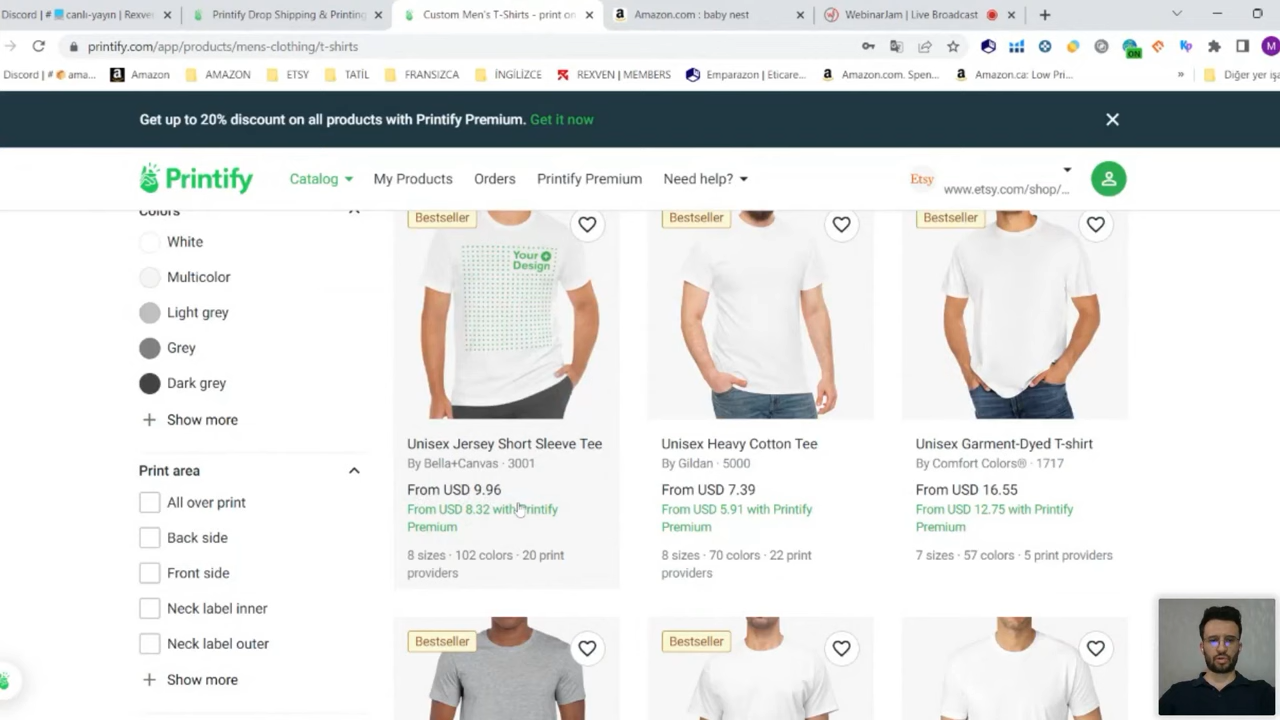 Discord | # canlı-yayın | Rexve
Printify Drop Shipping & Printing
Custom Men's T-Shirts - print on
Amazon.com : baby nest
WebinarJam | Live Broadcast
printify.com/app/products/mens-clothing/t-shirts
ON
Discord | # ama...
Amazon
AMAZON
ETSY
TATİL
FRANSIZCA
İNGİLİZCE
REXVEN | MEMBERS
Emparazon | Eticare...
Amazon.com. Spen...
Amazon.ca: Low Pri...
Diğer yer
Get up to 20% discount on all products with Printify Premium. Get it now
Printify
Catalog
My Products
Orders
Printify Premium
Need help?
Etsy
www.etsy.com/shop/...
Colors
White
Multicolor
Light grey
Grey
Dark grey
Show more
Print area
All over print
Back side
Front side
Neck label inner
Neck label outer
Show more
Bestseller
Your
Design
Unisex Jersey Short Sleeve Tee
By Bella+Canvas · 3001
From USD 9.96
From USD 8.32 with Printify
Premium
8 sizes · 102 colors · 20 print
providers
Bestseller
Unisex Heavy Cotton Tee
By Gildan · 5000
From USD 7.39
From USD 5.91 with Printify
Premium
8 sizes · 70 colors · 22 print
providers
Bestseller
Unisex Garment-Dyed T-shirt
By Comfort Colors® · 1717
From USD 16.55
From USD 12.75 with Printify
Premium
7 sizes · 57 colors · 5 print providers
Bestseller
Bestseller